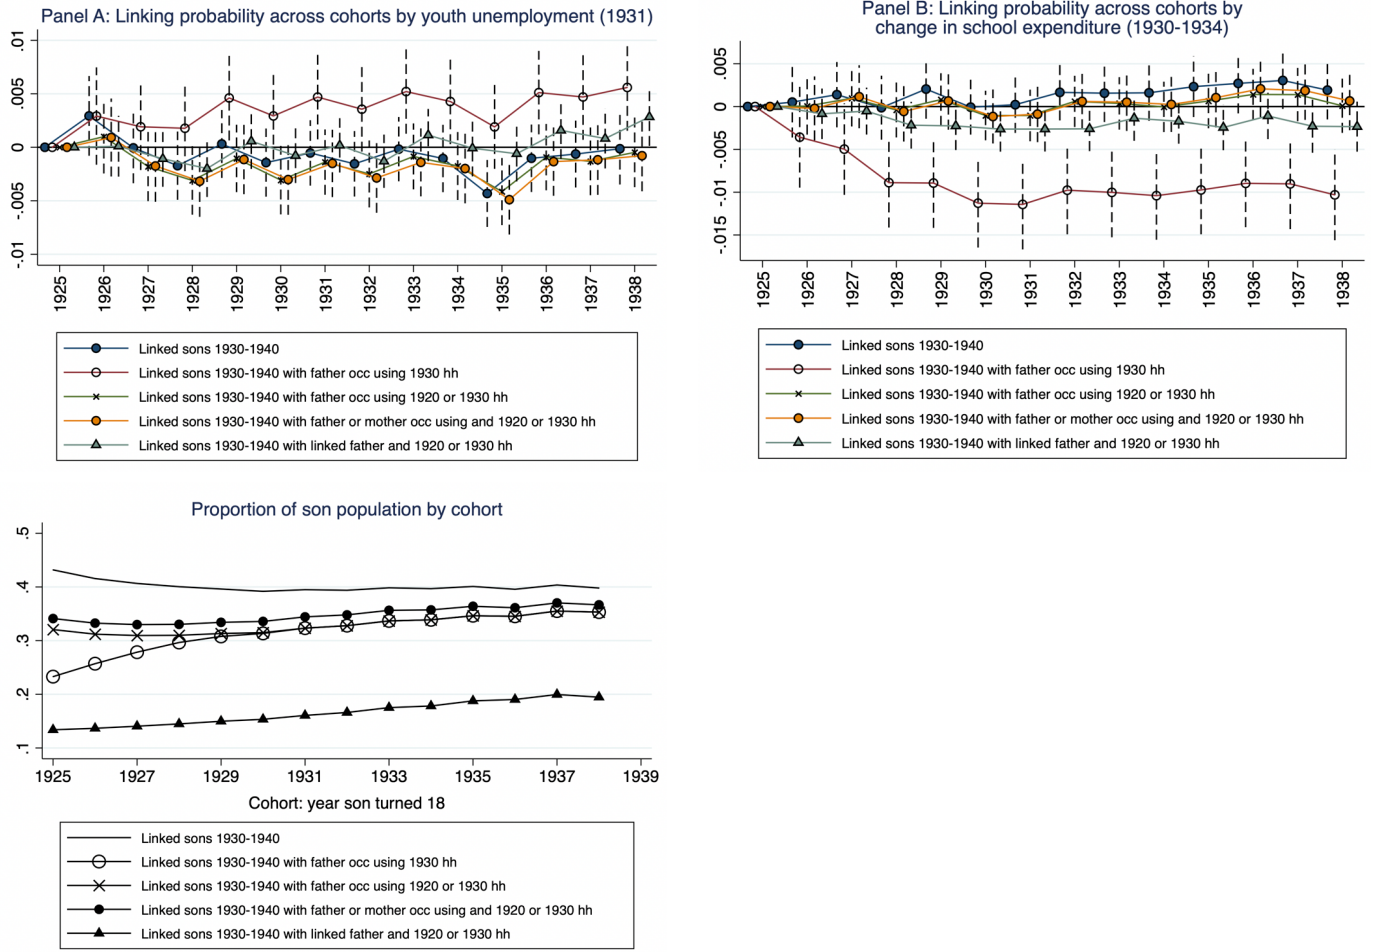 Panel A: Linking probability across cohorts by youth unemployment (1931)
.01
.005
0
-.005
-.01
1925 1926 1927 1928 1929 1930 1931 1932 1933 1934 1935 1936 1937 1938
Linked sons 1930-1940
Linked sons 1930-1940 with father occ using 1930 hh
Linked sons 1930-1940 with father occ using 1920 or 1930 hh
Linked sons 1930-1940 with father or mother occ using and 1920 or 1930 hh
Linked sons 1930-1940 with linked father and 1920 or 1930 hh
Panel B: Linking probability across cohorts by
change in school expenditure (1930-1934)
.005
0
-.005
-.01
-.015
1925 1926 1927 1928 1929 1930 1931 1932 1933 1934 1935 1936 1937 1938
Linked sons 1930-1940
Linked sons 1930-1940 with father occ using 1930 hh
Linked sons 1930-1940 with father occ using 1920 or 1930 hh
Linked sons 1930-1940 with father or mother occ using and 1920 or 1930 hh
Linked sons 1930-1940 with linked father and 1920 or 1930 hh
Proportion of son population by cohort
.5
.4
.3
.2
.1
1925 1927 1929 1931 1933 1935 1937 1939
Cohort: year son turned 18
Linked sons 1930-1940
Linked sons 1930-1940 with father occ using 1930 hh
Linked sons 1930-1940 with father occ using 1920 or 1930 hh
Linked sons 1930-1940 with father or mother occ using and 1920 or 1930 hh
Linked sons 1930-1940 with linked father and 1920 or 1930 hh